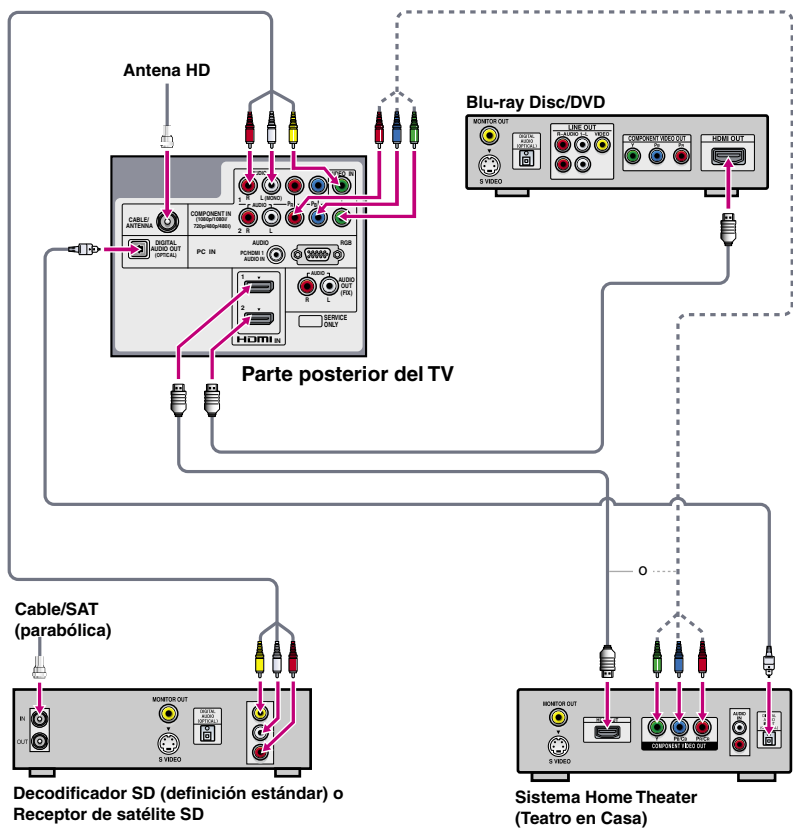 Antena HD
AUDIO
VIDEO IN
1
R
L (MONO)
CABLE/
ANTENNA
COMPONENT IN
(1080p/1080i/
720p/480p/480i)
AUDIO
PR
PB
2
R
L
DIGITAL
AUDIO OUT
(OPTICAL)
PC IN
AUDIO
PC/HDMI 1
AUDIO IN
RGB
1
2
HDMI IN
AUDIO
R
L
AUDIO
OUT
(FIX)
SERVICE
ONLY
Parte posterior del TV
Blu-ray Disc/DVD
MONITOR OUT
S VIDEO
DIGITAL
AUDIO
(OPTICAL)
LINE OUT
R–AUDIO–L
VIDEO
COMPONENT VIDEO OUT
Y
PB
PR
HDMI OUT
O
Cable/SAT
(parabólica)
IN
OUT
MONITOR OUT
S VIDEO
DIGITAL
AUDIO
(OPTICAL)
Decodificador SD (definición estándar) o
Receptor de satélite SD
MONITOR OUT
S VIDEO
Y
PB/CB
PR/CR
COMPONENT VIDEO OUT
AUDIO
IN
DIGITAL
Sistema Home Theater
(Teatro en Casa)